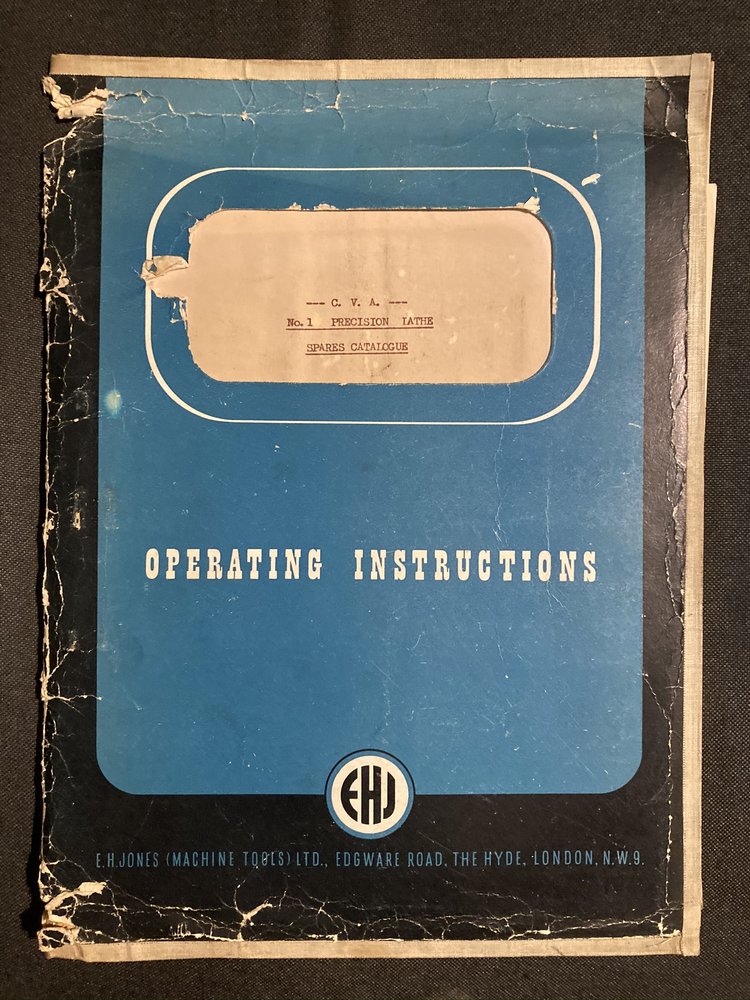 --- C. V. A. ---
No.1 PRECISION LATHE
SPARES CATALOGUE
OPERATING INSTRUCTIONS
EHJ
E.H.JONES (MACHINE TOOLS) LTD., EDGWARE ROAD, THE HYDE, LONDON, N.W.9.